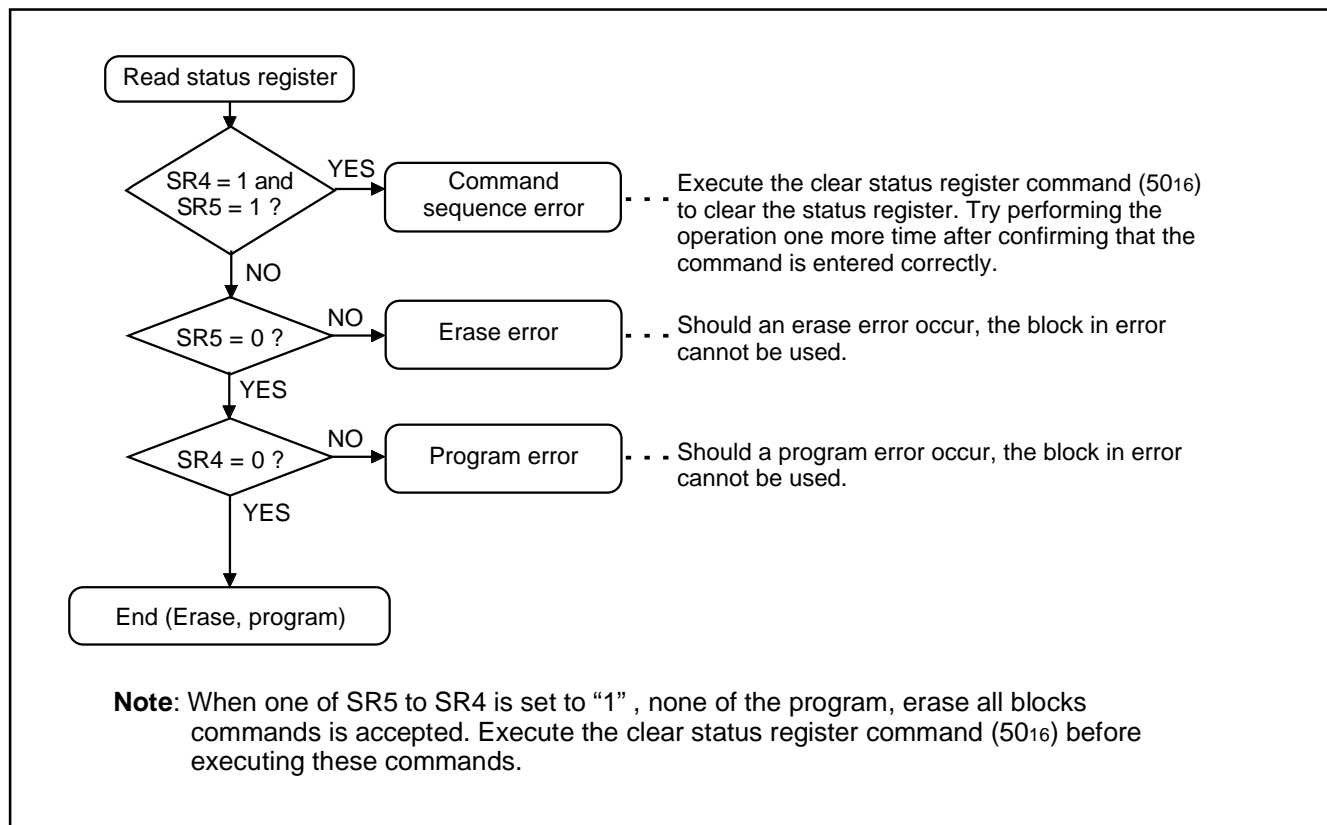 Read status register
SR4 = 1 and
SR5 = 1 ?
YES
Command
sequence error
Execute the clear status register command (5016)
to clear the status register. Try performing the
operation one more time after confirming that the
command is entered correctly.
NO
SR5 = 0 ?
NO
Erase error
Should an erase error occur, the block in error
cannot be used.
YES
SR4 = 0 ?
NO
Program error
Should a program error occur, the block in error
cannot be used.
YES
End (Erase, program)
Note: When one of SR5 to SR4 is set to “1” , none of the program, erase all blocks
commands is accepted. Execute the clear status register command (5016) before
executing these commands.